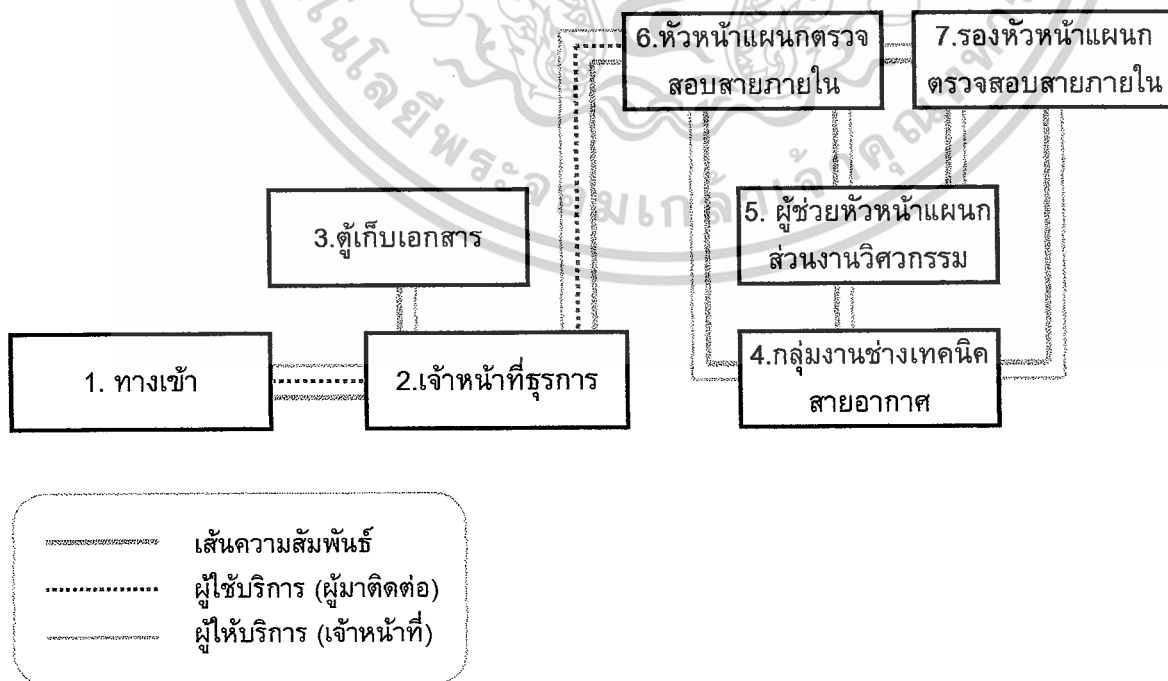 6.หัวหน้าแผนกตรวจ
สอบสายภายใน
7.รองหัวหน้าแผนก
ตรวจสอบสายภายใน
3.ตู้เก็บเอกสาร
5. ผู้ช่วยหัวหน้าแผนก
ส่วนงานวิศวกรรม
1. ทางเข้า
2.เจ้าหน้าที่ธุรการ
4.กลุ่มงานช่างเทคนิค
สายอากาศ
เส้นความสัมพันธ์
ผู้ใช้บริการ (ผู้มาติดต่อ)
ผู้ให้บริการ (เจ้าหน้าที่)